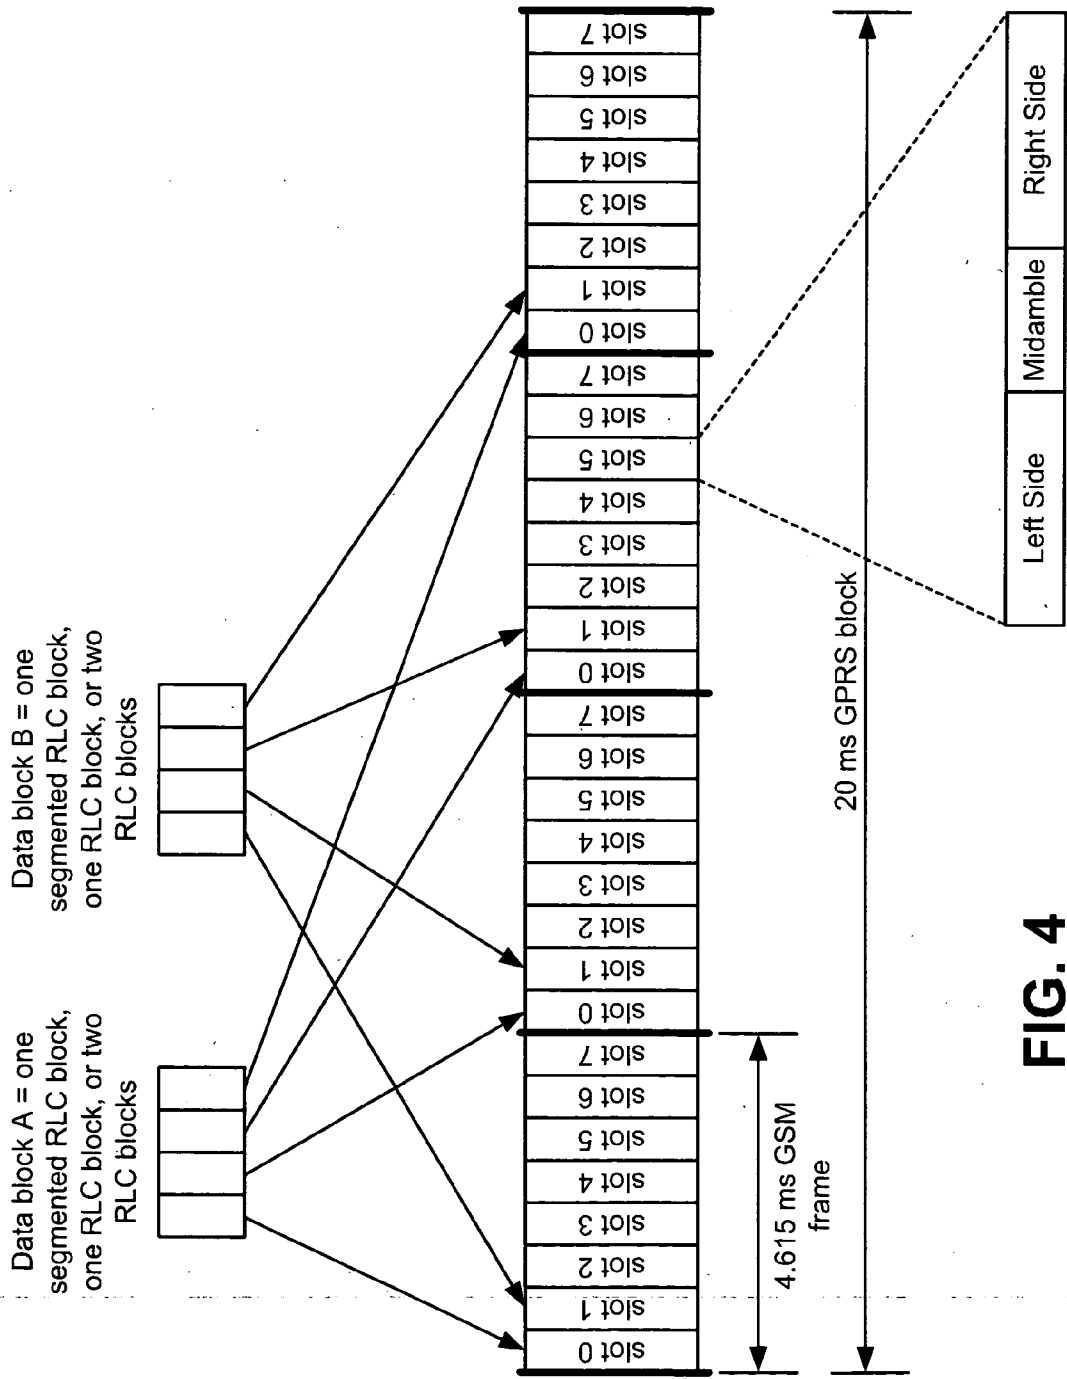 Data block A = one
segmented RLC block,
one RLC block, or two
RLC blocks
Data block B = one
segmented RLC block,
one RLC block, or two
RLC blocks
slot 0
slot 1
slot 2
slot 3
slot 4
slot 5
slot 6
slot 7
slot 0
slot 1
slot 2
slot 3
slot 4
slot 5
slot 6
slot 7
slot 0
slot 1
slot 2
slot 3
slot 4
slot 5
slot 6
slot 7
slot 0
slot 1
slot 2
slot 3
slot 4
slot 5
slot 6
slot 7
4.615 ms GSM
frame
20 ms GPRS block
Left Side
Midamble
Right Side
FIG. 4